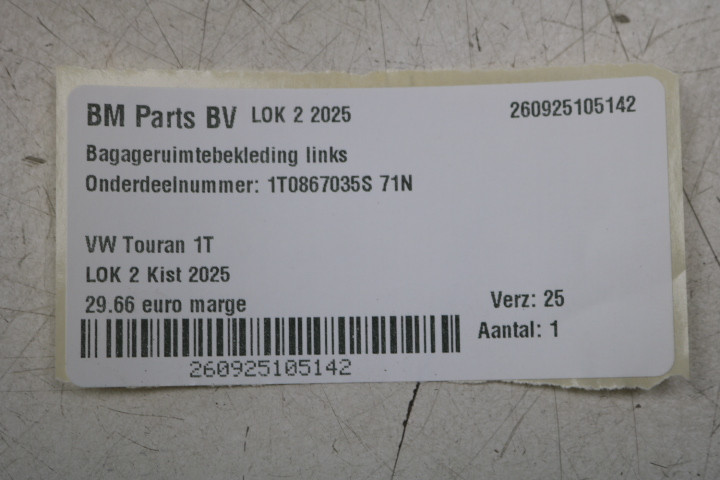 BM Parts BV LOK 2 2025 260925105142
Bagageruimtebekleding links
Onderdeelnummer: 1T0867035S 71N
VW Touran 1T
LOK 2 Kist 2025
29.66 euro marge Verz: 25
Aantal: 1
260925105142